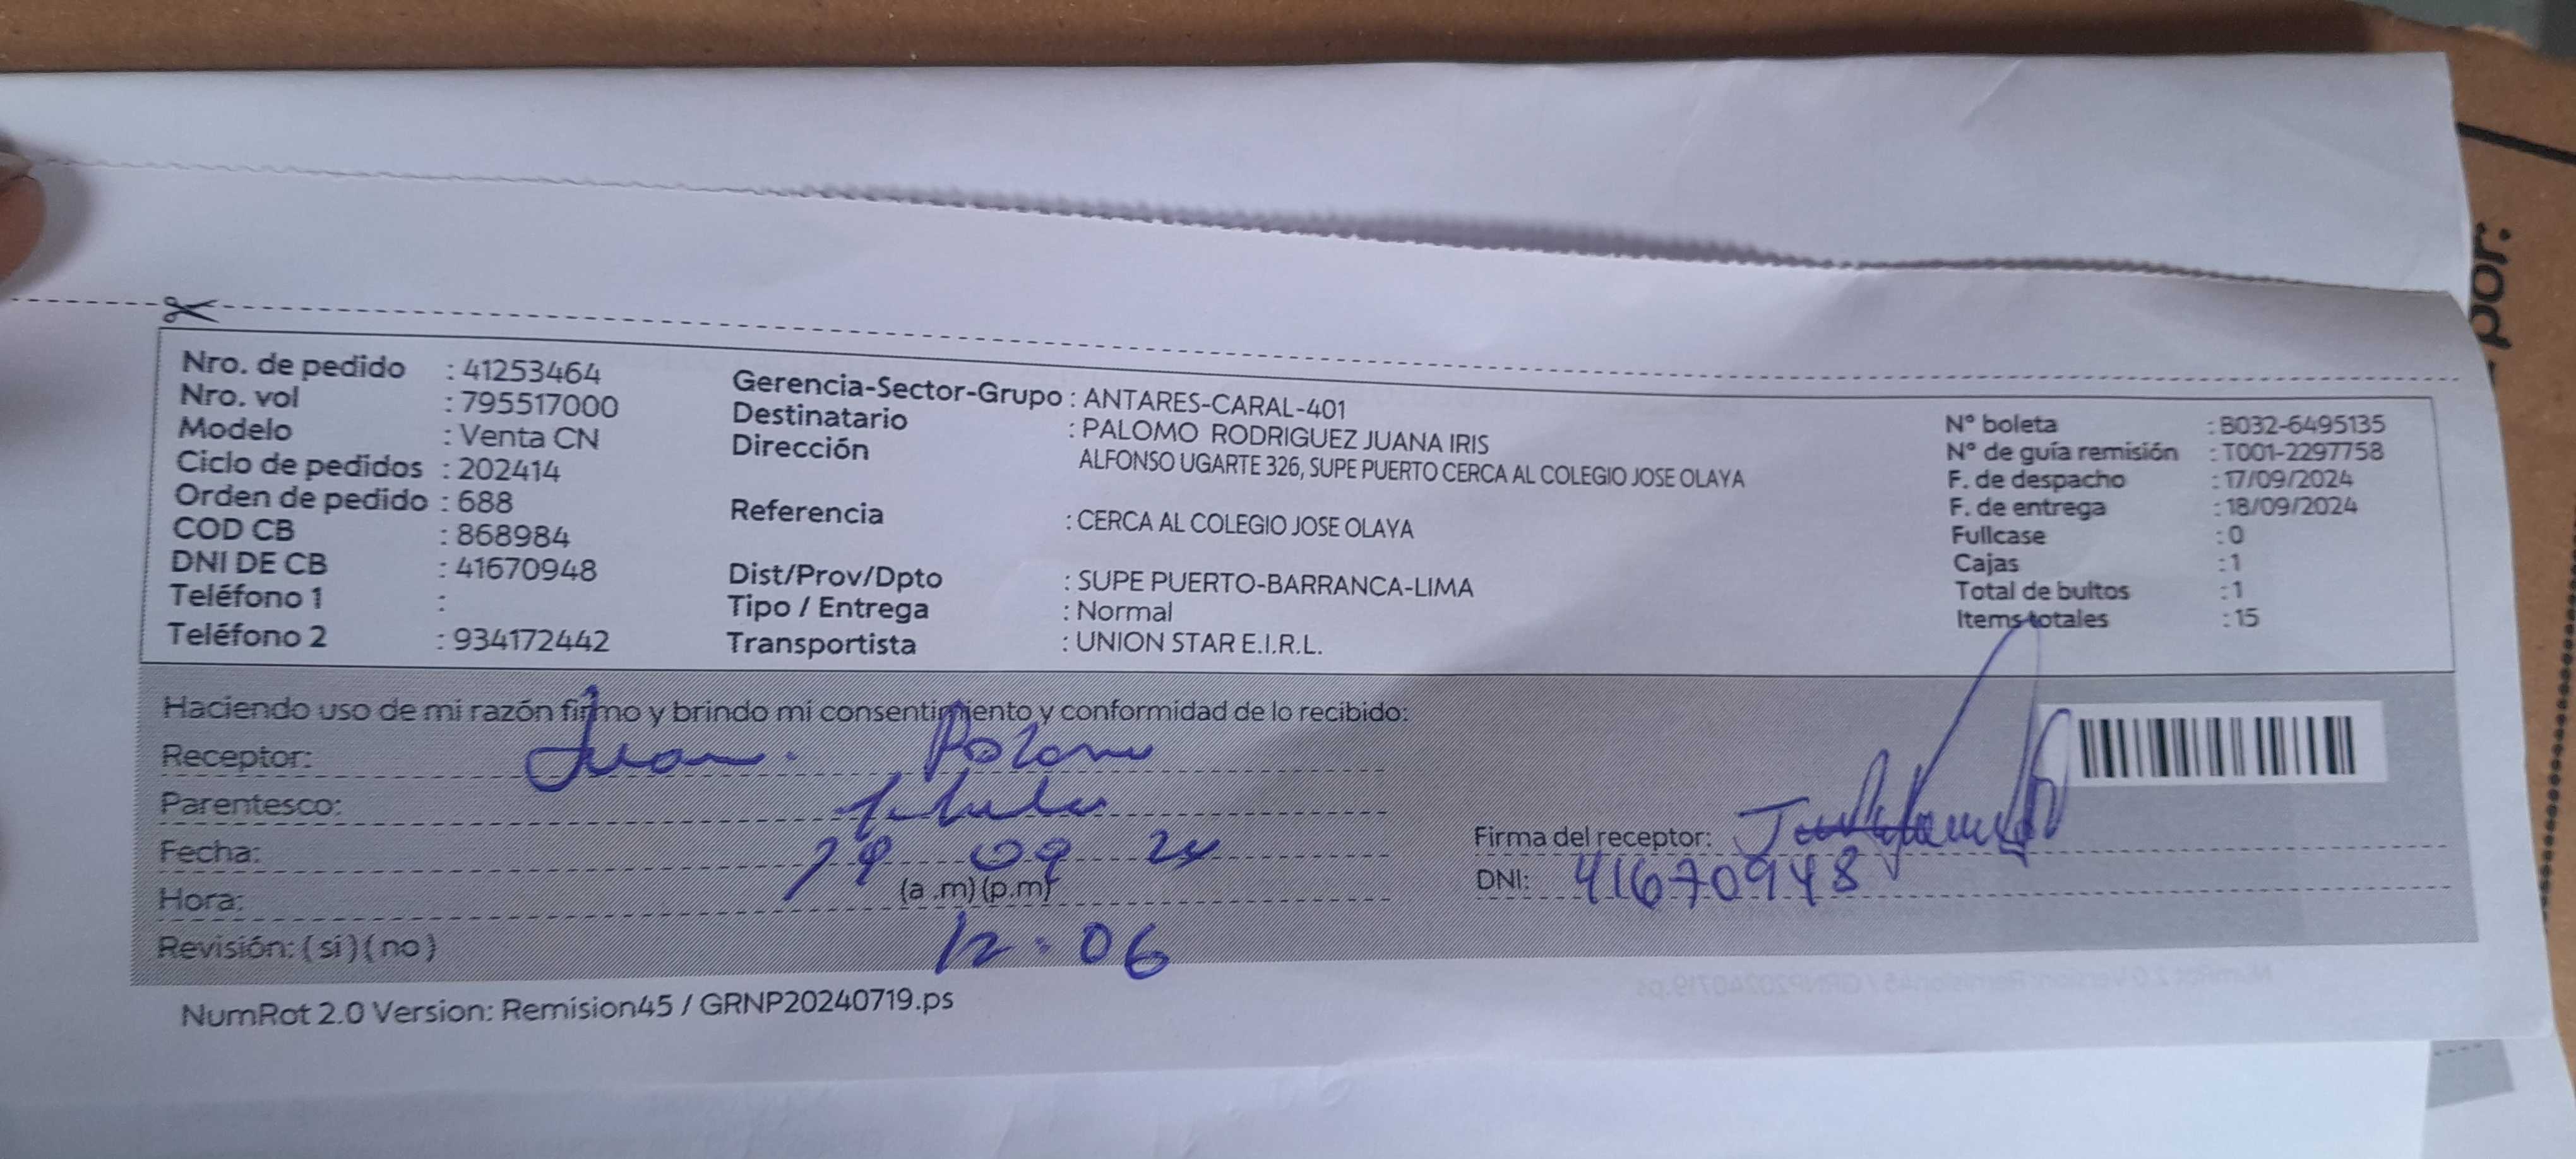 Nro. de pedido : 41253464
Nro. vol : 795517000
Modelo : Venta CN
Ciclo de pedidos : 202414
Orden de pedido : 688
COD CB : 868984
DNI DE CB : 41670948
Teléfono 1 :
Teléfono 2 : 934172442
Gerencia-Sector-Grupo : ANTARES-CARAL-401
Destinatario : PALOMO RODRIGUEZ JUANA IRIS
Dirección ALFONSO UGARTE 326, SUPE PUERTO CERCA AL COLEGIO JOSE OLAYA
Referencia : CERCA AL COLEGIO JOSE OLAYA
Dist/Prov/Dpto : SUPE PUERTO-BARRANCA-LIMA
Tipo / Entrega : Normal
Transportista : UNION STAR E.I.R.L.
N° boleta : B032-6495135
N° de guía remisión : T001-2297758
F. de despacho : 17/09/2024
F. de entrega : 18/09/2024
Fullcase : 0
Cajas : 1
Total de bultos : 1
Items totales : 15
Haciendo uso de mi razón firmo y brindo mi consentimiento y conformidad de lo recibido:
Receptor:
Parentesco:
Fecha: 09 24
Hora: (a.m) (p.m)
12:06
Revisión: (si) (no)
Firma del receptor:
DNI: 41670948
NumRot 2.0 Version: Remision45 / GRNP20240719.ps
por: